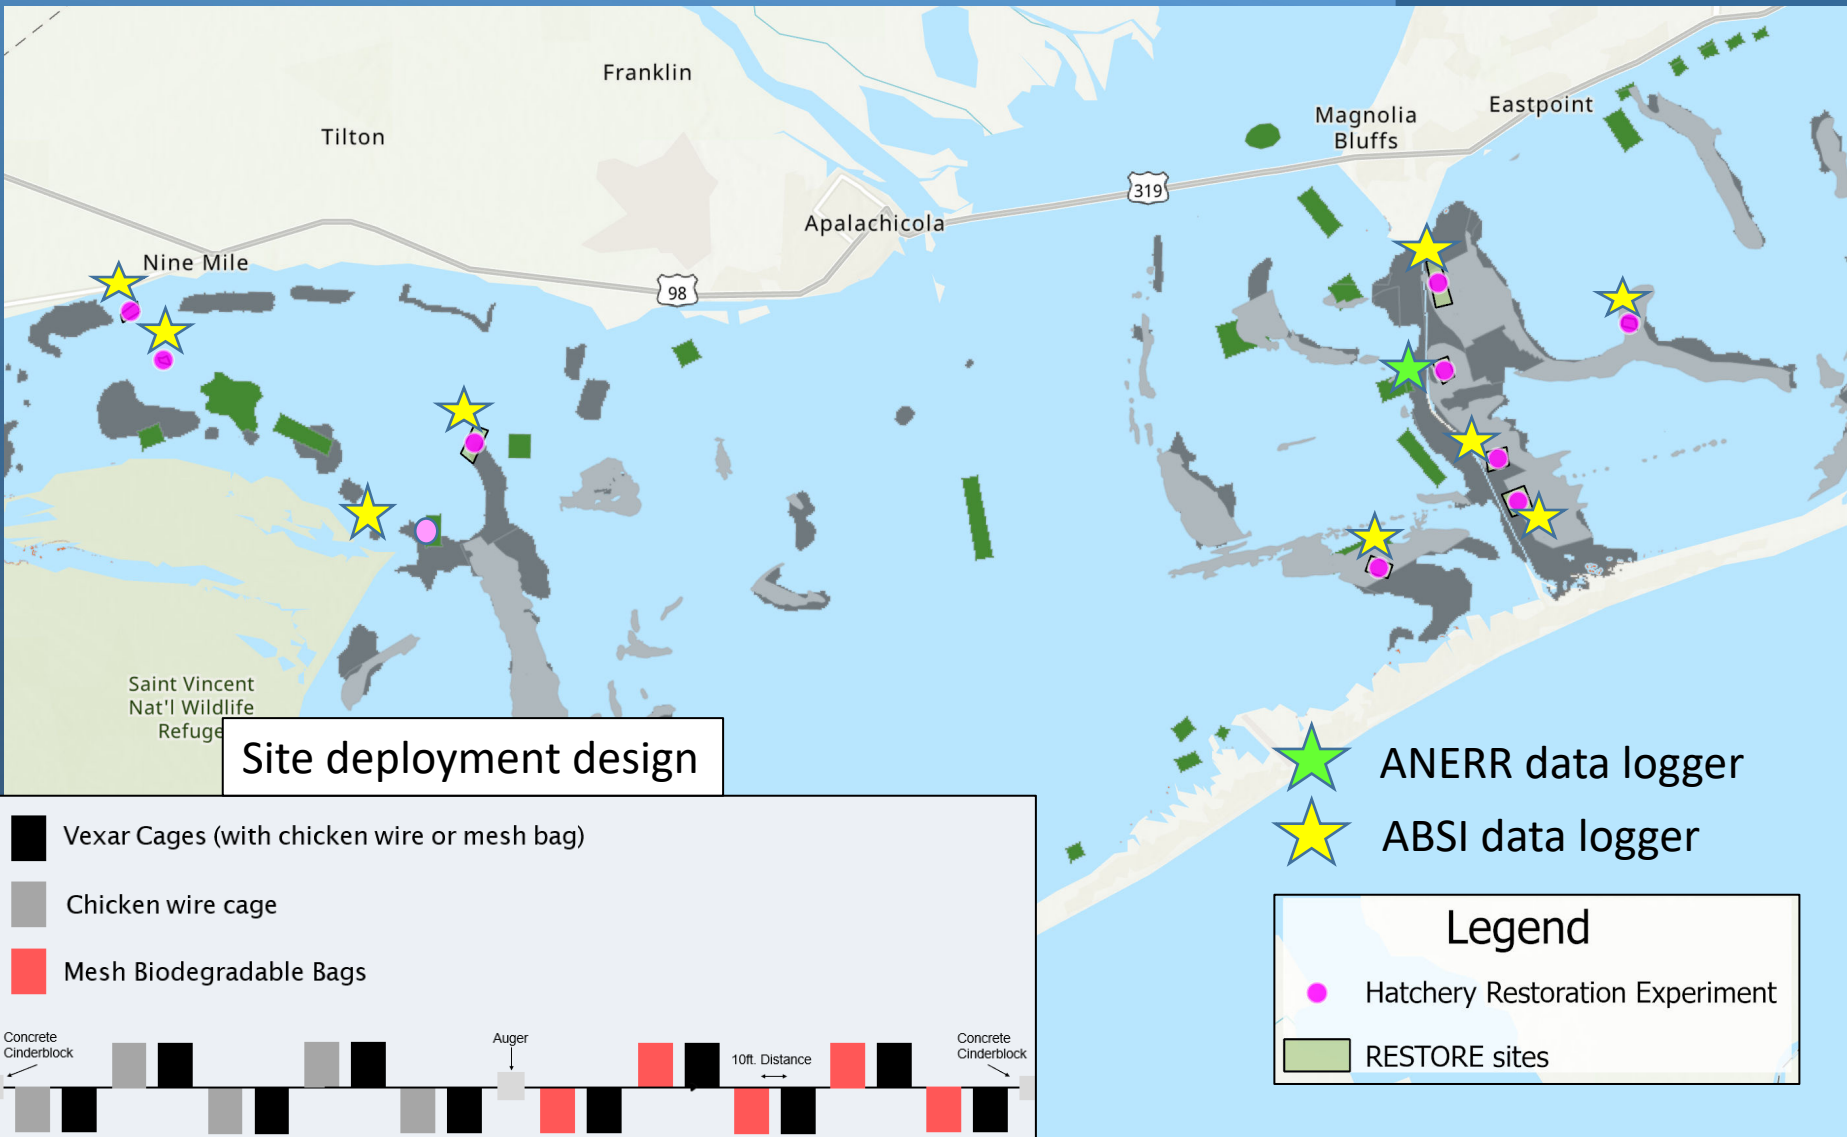 Franklin
Tilton
Magnolia
Bluffs
Eastpoint
319
Apalachicola
Nine Mile
98
Saint Vincent
Nat'l Wildlife
Refuge
Site deployment design
Vexar Cages (with chicken wire or mesh bag)
Chicken wire cage
Mesh Biodegradable Bags
Concrete
Cinderblock
Auger
10ft. Distance
Concrete
Cinderblock
ANERR data logger
ABSI data logger
Legend
Hatchery Restoration Experiment
RESTORE sites